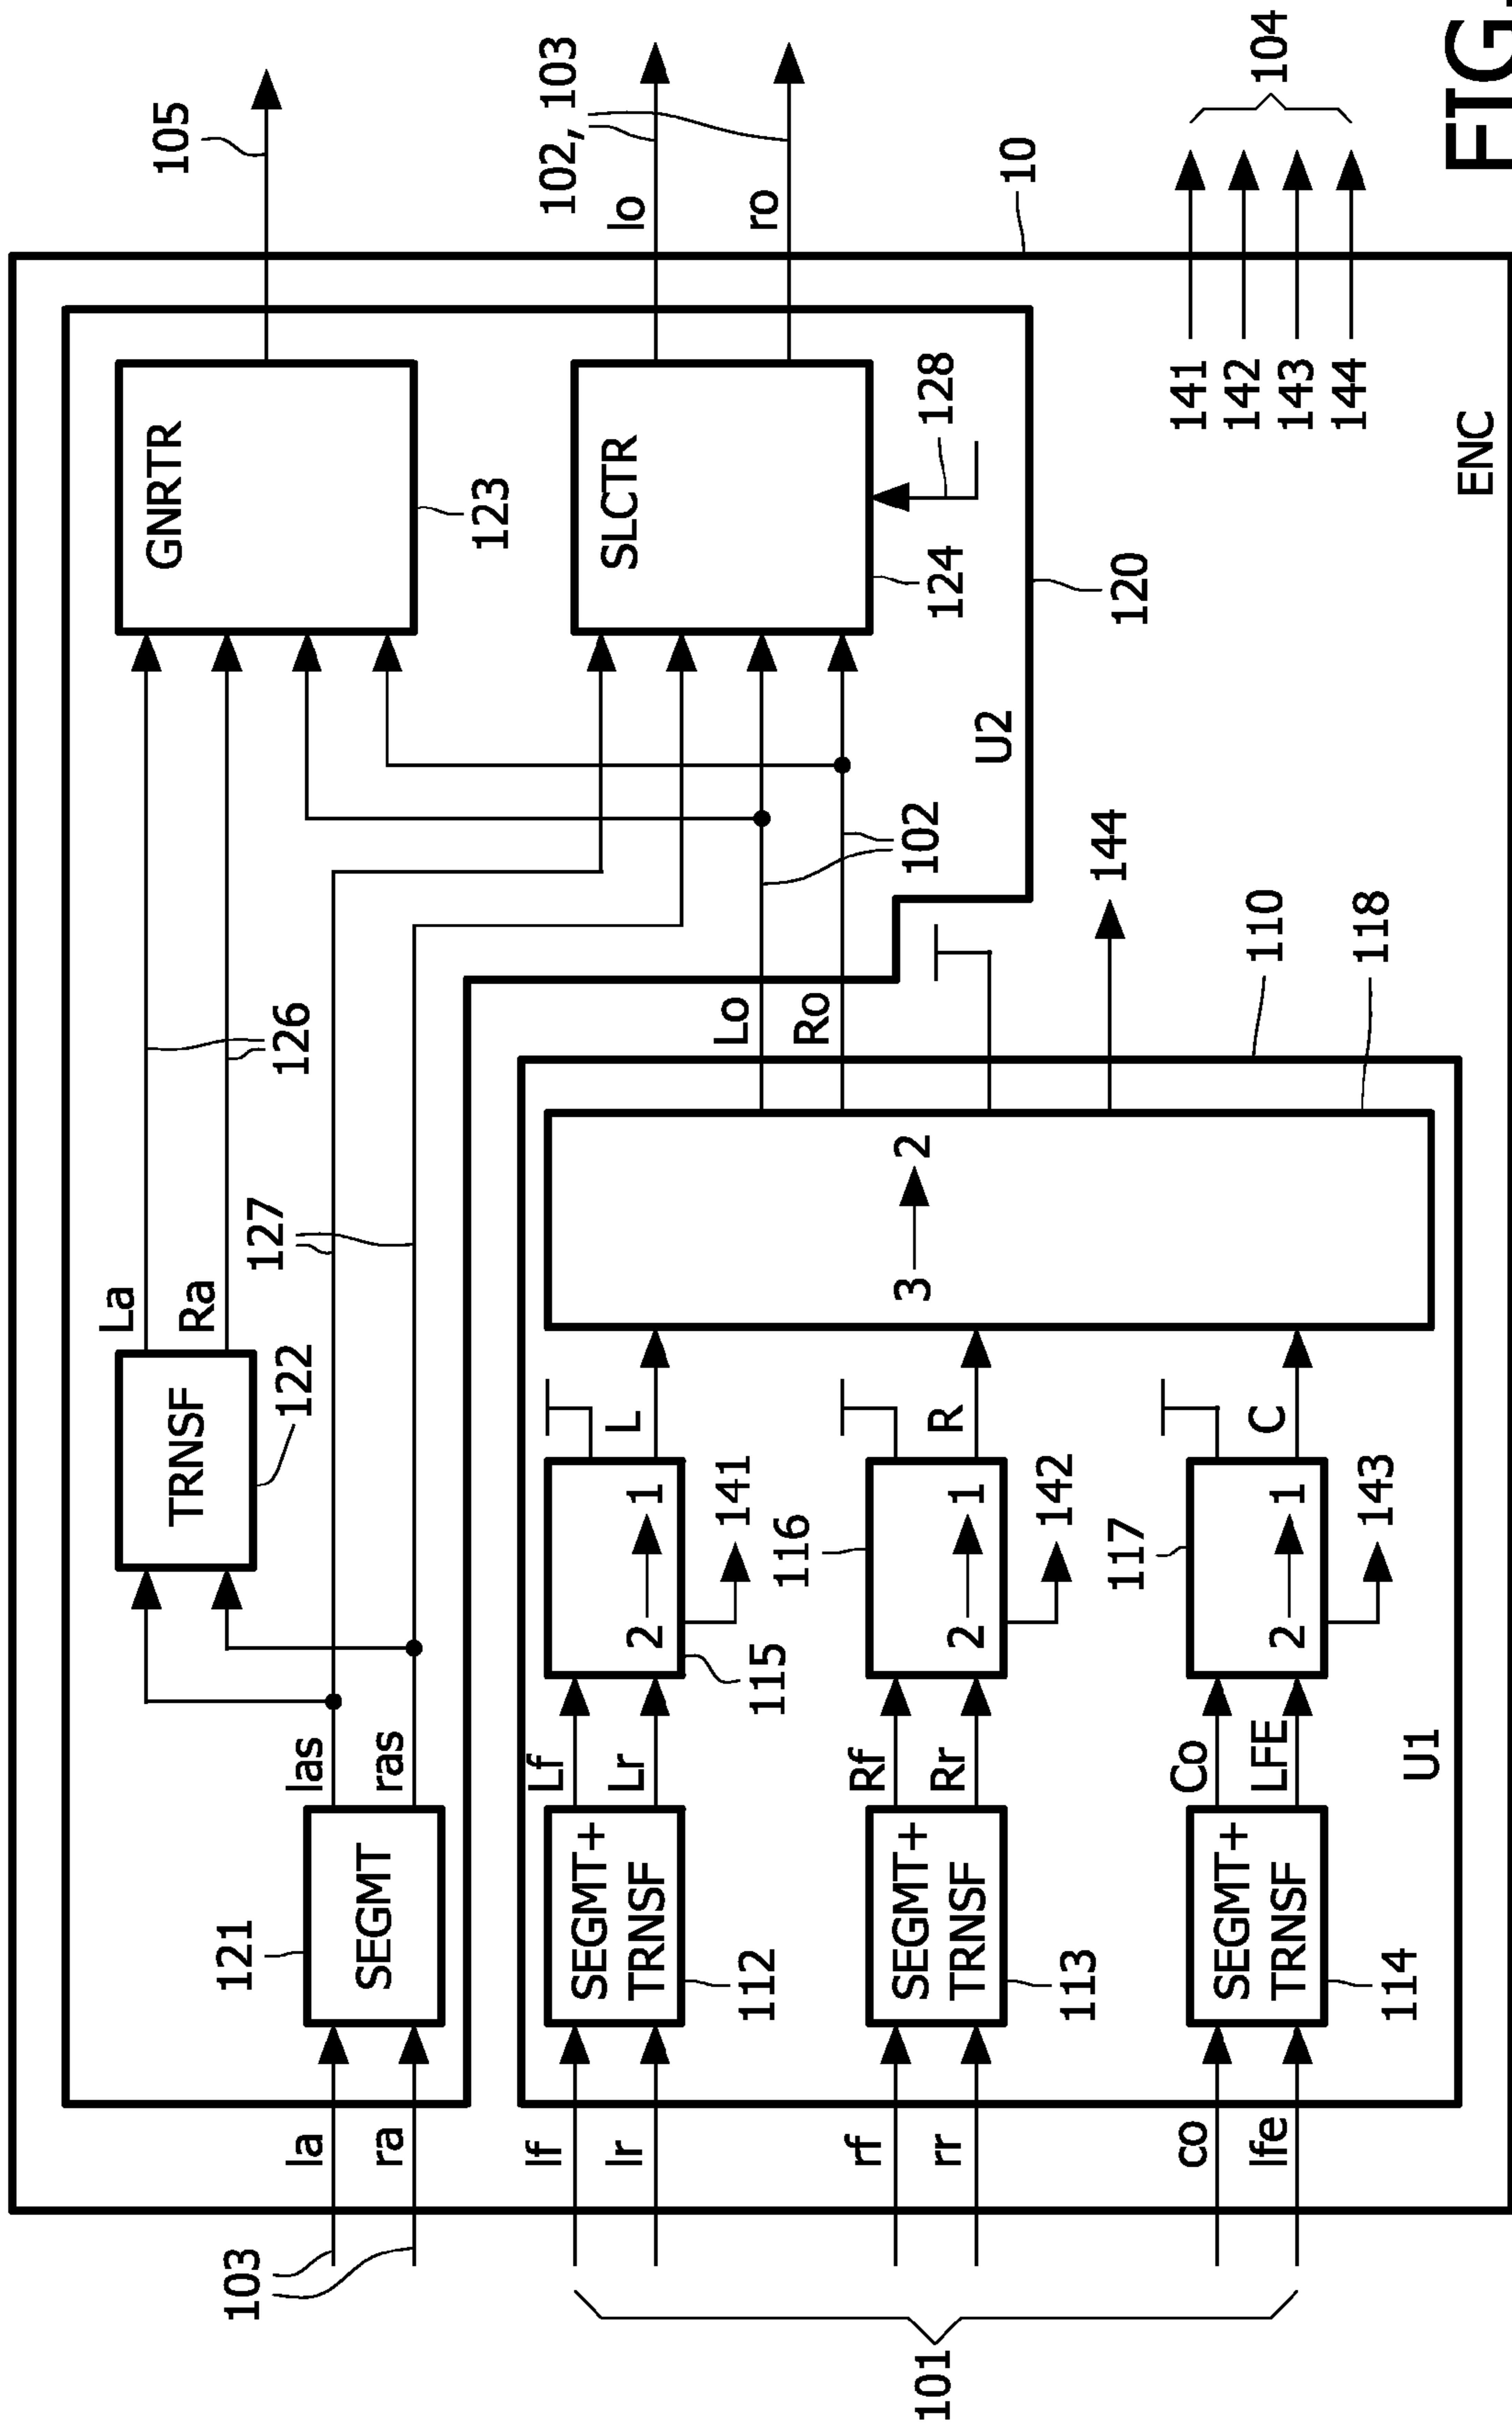 103
la
ra
121
SEGMT
las
ras
TRNSF
122
La
Ra
126
127
GNRTR
123
105
SLCTR
124
128
102, 103
lo
ro
U2
120
10
102
Lo
Ro
101
lf
lr
rf
rr
co
lfe
SEGMT+
TRNSF
112
SEGMT+
TRNSF
113
SEGMT+
TRNSF
114
Lf
Lr
Rf
Rr
Co
LFE
2 1
115
141
L
2 1
116
142
R
2 1
117
143
C
3 2
144
110
118
U1
141
142
143
144
104
ENC
FIG.